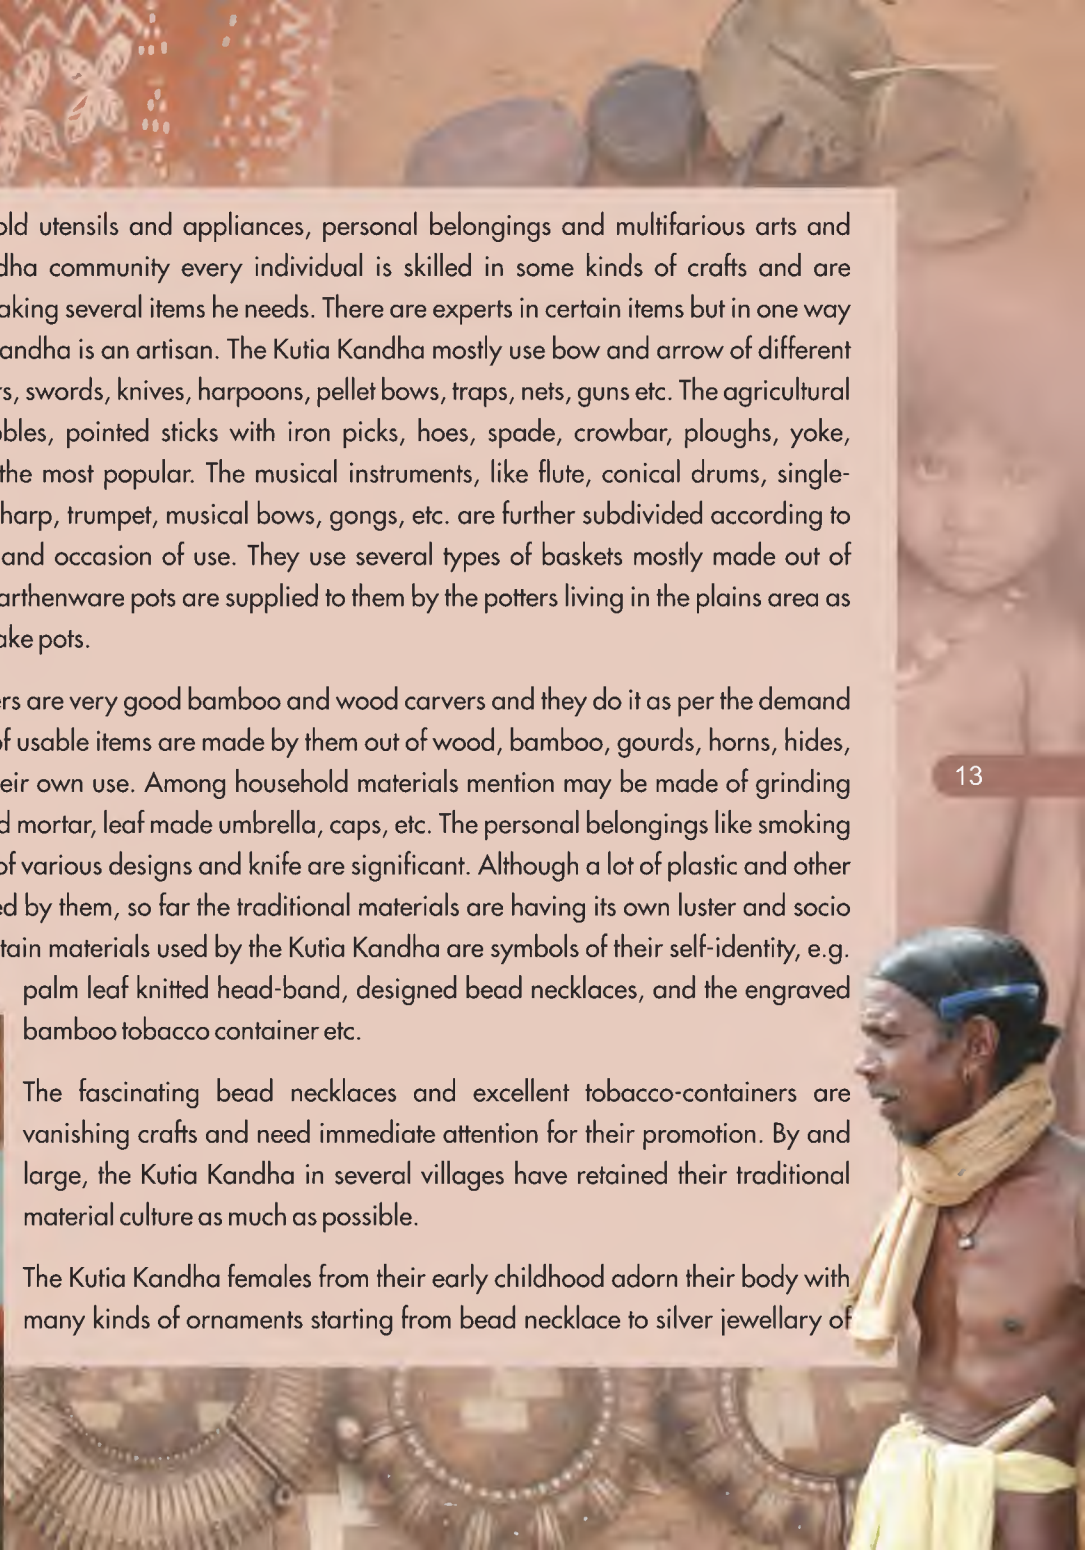 utensils and appliances, personal belongings and multifarious arts and
community every individual is skilled in some kinds of crafts and are
several items he needs. There are experts in certain items but in one way
is an artisan. The Kutia Kandha mostly use bow and arrow of different
swords, knives, harpoons, pellet bows, traps, nets, guns etc. The agricultural
pointed sticks with iron picks, hoes, spade, crowbar, ploughs, yoke,
the most popular. The musical instruments, like flute, conical drums, single-
harp, trumpet, musical bows, gongs, etc. are further subdivided according to
and occasion of use. They use several types of baskets mostly made out of
pots are supplied to them by the potters living in the plains area as
pots.
are very good bamboo and wood carvers and they do it as per the demand
of usable items are made by them out of wood, bamboo, gourds, horns, hides,
own use. Among household materials mention may be made of grinding
mortar, leaf made umbrella, caps, etc. The personal belongings like smoking
of various designs and knife are significant. Although a lot of plastic and other
by them, so far the traditional materials are having its own luster and socio
materials used by the Kutia Kandha are symbols of their self-identity, e.g.
palm leaf knitted head-band, designed bead necklaces, and the engraved
bamboo tobacco container etc.
The fascinating bead necklaces and excellent tobacco-containers are
vanishing crafts and need immediate attention for their promotion. By and
large, the Kutia Kandha in several villages have retained their traditional
material culture as much as possible.
The Kutia Kandha females from their early childhood adorn their body with
many kinds of ornaments starting from bead necklace to silver jewellary of
13